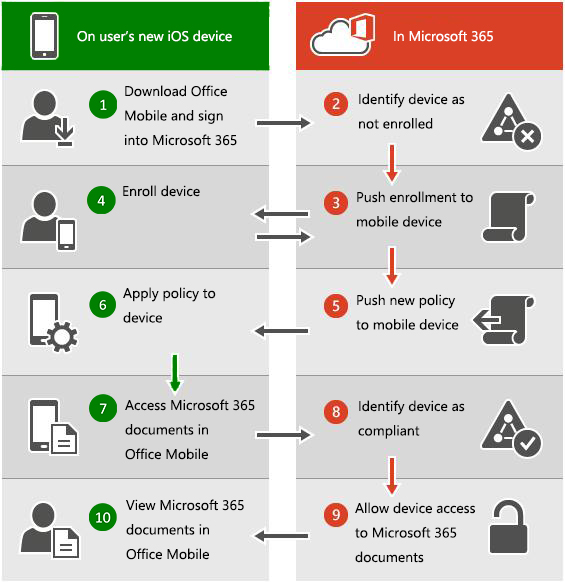 On user's new iOS device
In Microsoft 365
1
Download Office
Mobile and sign
into Microsoft 365
2
Identify device as
not enrolled
4
Enroll device
3
Push enrollment to
mobile device
6
Apply policy to
device
5
Push new policy
to mobile device
7
Access Microsoft 365
documents in
Office Mobile
8
Identify device as
compliant
10
View Microsoft 365
documents in
Office Mobile
9
Allow device access
to Microsoft 365
documents